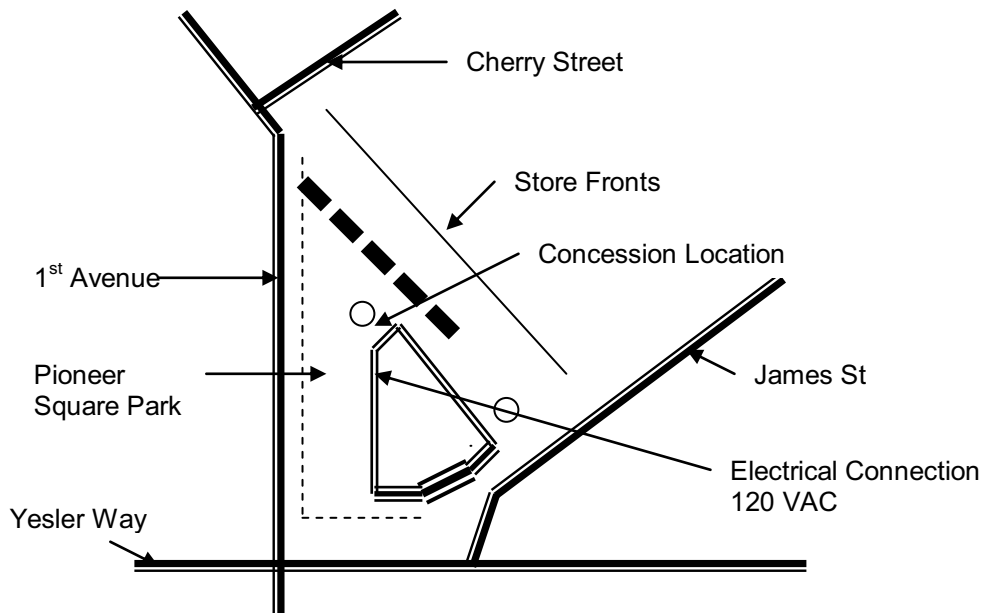 Cherry Street
Store Fronts
Concession Location
1st Avenue
Pioneer
Square Park
James St
Electrical Connection
120 VAC
Yesler Way